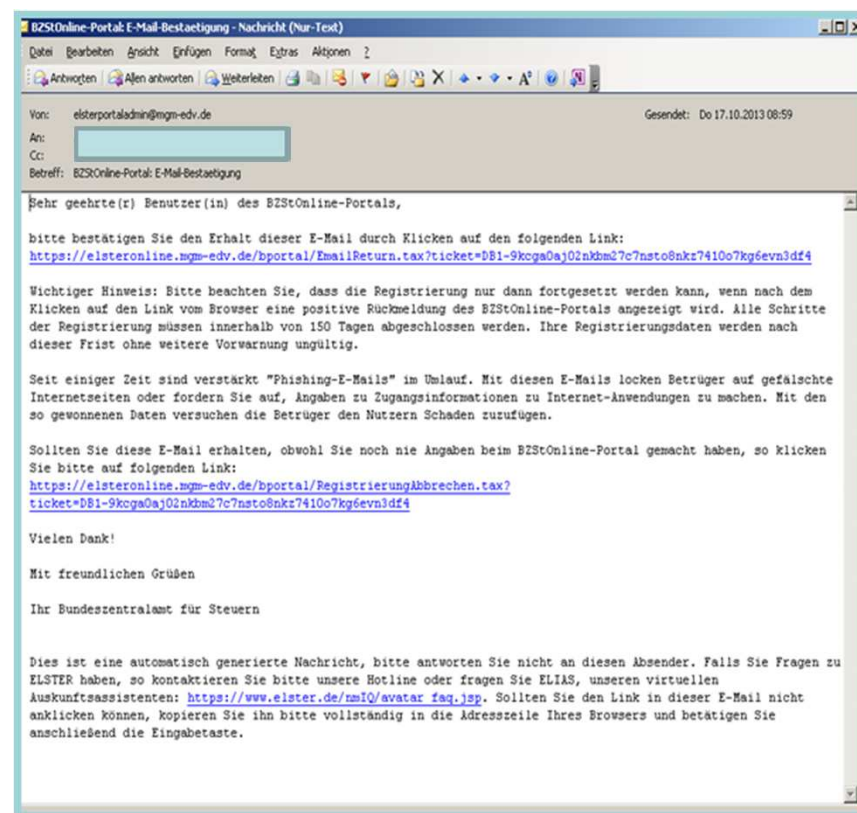 BZStOnline-Portal: E-Mail-Bestaetigung - Nachricht (Nur-Text)
Datei Bearbeiten Ansicht Einfügen Format Extras Aktionen ?
Antworten Allen antworten Weiterleiten
Von: elsterportaladmin@mgm-edv.de Gesendet: Do 17.10.2013 08:59
An:
Cc:
Betreff: BZStOnline-Portal: E-Mail-Bestaetigung
Sehr geehrte(r) Benutzer(in) des BZStOnline-Portals,
bitte bestätigen Sie den Erhalt dieser E-Mail durch Klicken auf den folgenden Link:
https://elsteronline.mgm-edv.de/bportal/EmailReturn.tax?ticket=DB1-9kcga0aj02nkbm27c7nsto8nkz7410o7kg6evn3df4
Wichtiger Hinweis: Bitte beachten Sie, dass die Registrierung nur dann fortgesetzt werden kann, wenn nach dem
Klicken auf den Link vom Browser eine positive Rückmeldung des BZStOnline-Portals angezeigt wird. Alle Schritte
der Registrierung müssen innerhalb von 150 Tagen abgeschlossen werden. Ihre Registrierungsdaten werden nach
dieser Frist ohne weitere Vorwarnung ungültig.
Seit einiger Zeit sind verstärkt "Phishing-E-Mails" im Umlauf. Mit diesen E-Mails locken Betrüger auf gefälschte
Internetseiten oder fordern Sie auf, Angaben zu Zugangsinformationen zu Internet-Anwendungen zu machen. Mit den
so gewonnenen Daten versuchen die Betrüger den Nutzern Schaden zuzufügen.
Sollten Sie diese E-Mail erhalten, obwohl Sie noch nie Angaben beim BZStOnline-Portal gemacht haben, so klicken
Sie bitte auf folgenden Link:
https://elsteronline.mgm-edv.de/bportal/RegistrierungAbbrechen.tax?
ticket=DB1-9kcga0aj02nkbm27c7nsto8nkz7410o7kg6evn3df4
Vielen Dank!
Mit freundlichen Grüßen
Ihr Bundeszentralamt für Steuern
Dies ist eine automatisch generierte Nachricht, bitte antworten Sie nicht an diesen Absender. Falls Sie Fragen zu
ELSTER haben, so kontaktieren Sie bitte unsere Hotline oder fragen Sie ELIAS, unseren virtuellen
Auskunftsassistenten: https://www.elster.de/nmIQ/avatar_faq.jsp. Sollten Sie den Link in dieser E-Mail nicht
anklicken können, kopieren Sie ihn bitte vollständig in die Adresszeile Ihres Browsers und betätigen Sie
anschließend die Eingabetaste.